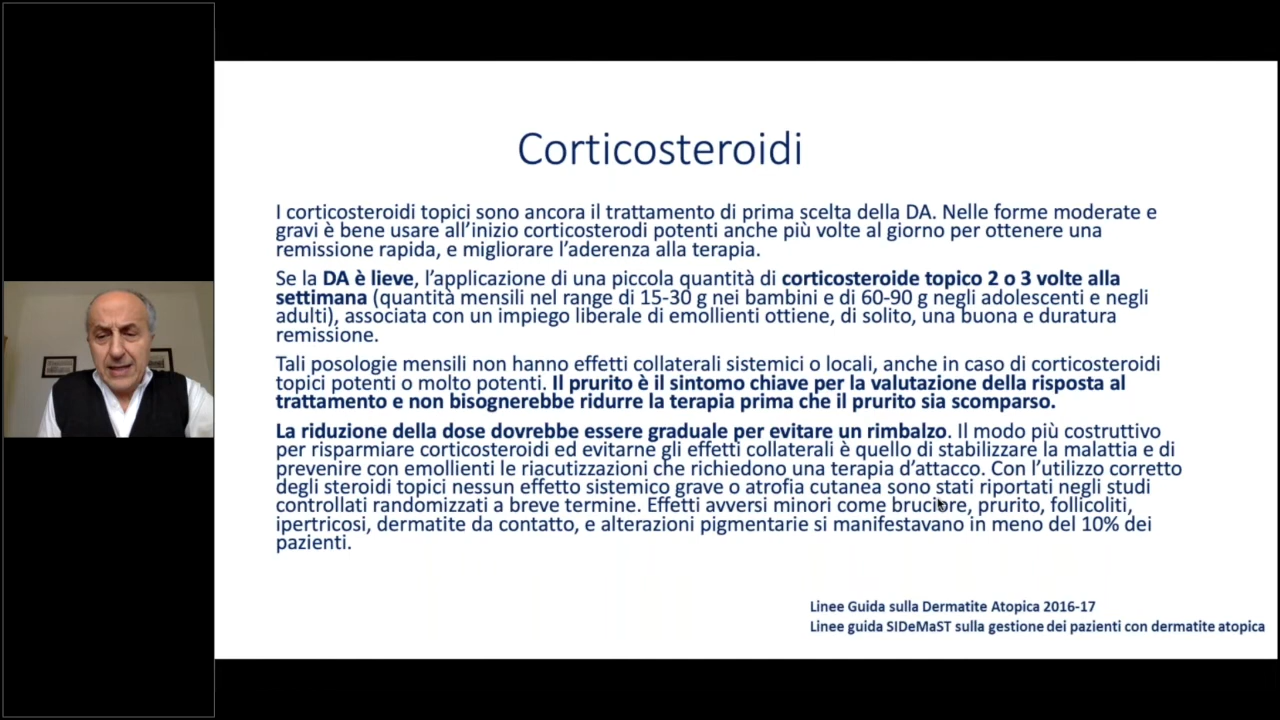 Corticosteroidi
I corticosteroidi topici sono ancora il trattamento di prima scelta della DA. Nelle forme moderate e
gravi è bene usare all'inizio corticosterodi potenti anche più volte al giorno per ottenere una
remissione rapida, e migliorare l'aderenza alla terapia.
Se la DA è lieve, l'applicazione di una piccola quantità di corticosteroide topico 2 o 3 volte alla
settimana (quantità mensili nel range di 15-30 g nei bambini e di 60-90 g negli adolescenti e negli
adulti), associata con un impiego liberale di emollienti ottiene, di solito, una buona e duratura
remissione.
Tali posologie mensili non hanno effetti collaterali sistemici o locali, anche in caso di corticosteroidi
topici potenti o molto potenti. Il prurito è il sintomo chiave per la valutazione della risposta al
trattamento e non bisognerebbe ridurre la terapia prima che il prurito sia scomparso.
La riduzione della dose dovrebbe essere graduale per evitare un rimbalzo. Il modo più costruttivo
per risparmiare corticosteroidi ed evitarne gli effetti collaterali è quello di stabilizzare la malattia e di
prevenire con emollienti le riacutizzazioni che richiedono una terapia d'attacco. Con l'utilizzo corretto
degli steroidi topici nessun effetto sistemico grave o atrofia cutanea sono stati riportati negli studi
controllati randomizzati a breve termine. Effetti avversi minori come bruciore, prurito, follicoliti,
ipertricosi, dermatite da contatto, e alterazioni pigmentarie si manifestavano in meno del 10% dei
pazienti.
Linee Guida sulla Dermatite Atopica 2016-17
Linee guida SIDeMaST sulla gestione dei pazienti con dermatite atopica